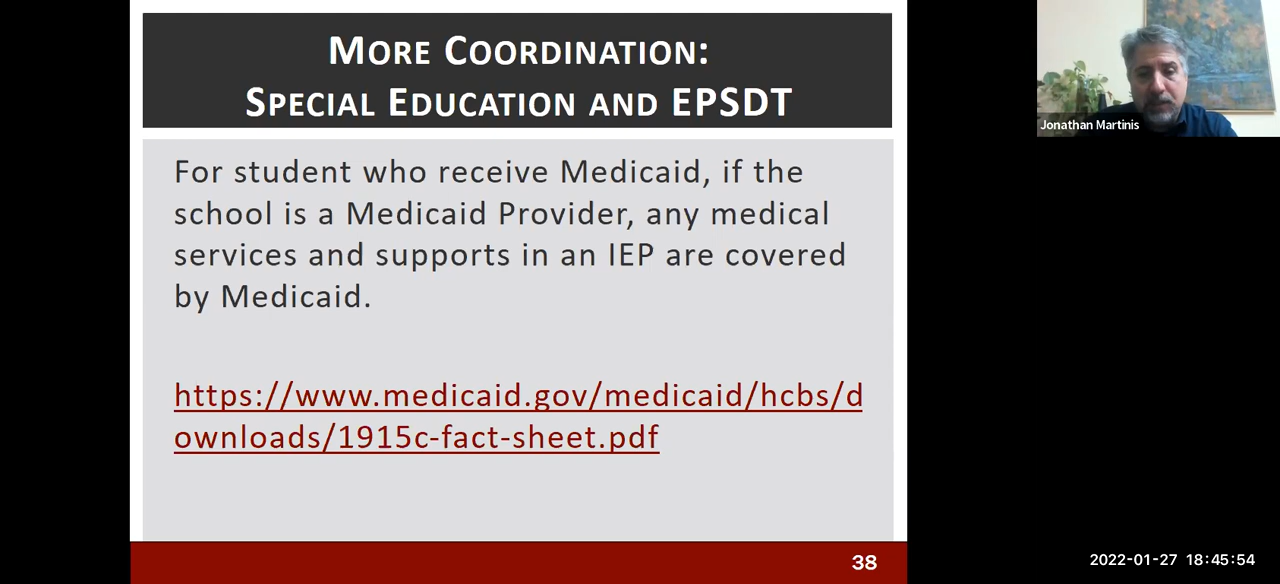 MORE COORDINATION:
SPECIAL EDUCATION AND EPSDT
For student who receive Medicaid, if the
school is a Medicaid Provider, any medical
services and supports in an IEP are covered
by Medicaid.
https://www.medicaid.gov/medicaid/hcbs/d
ownloads/1915c-fact-sheet.pdf
38
Jonathan Martinis
2022-01-27 18:45:54